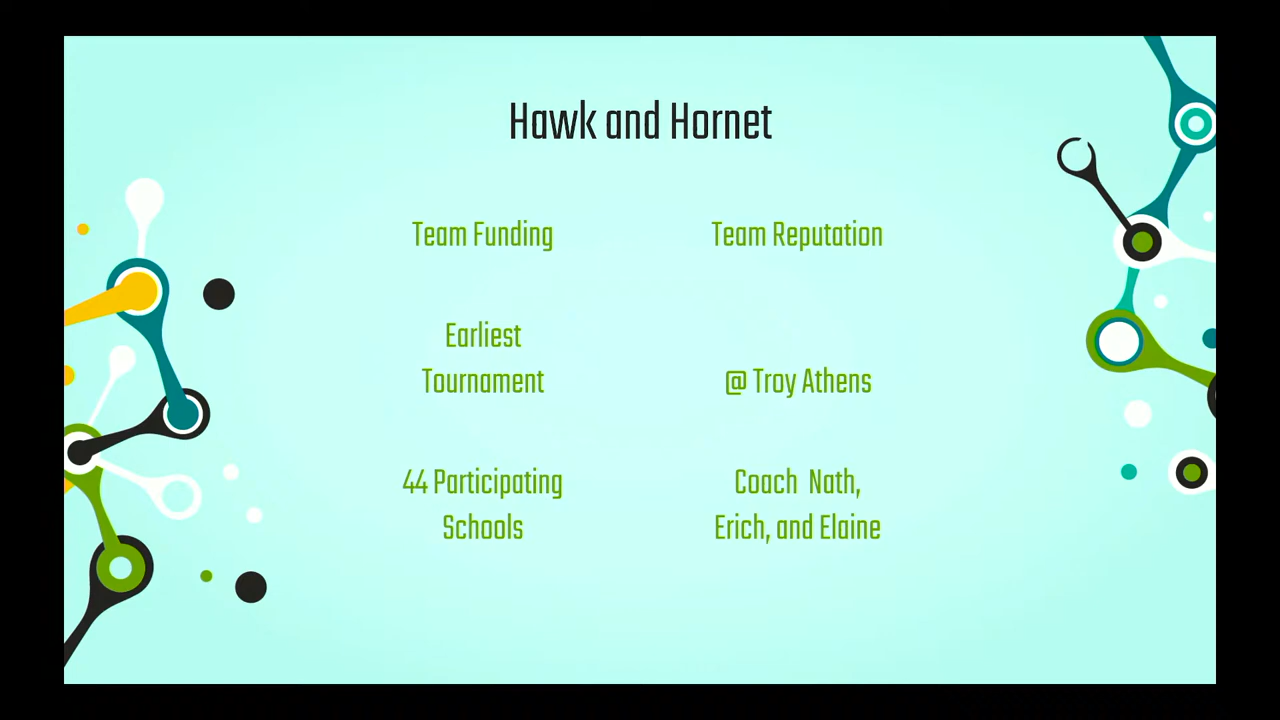 Hawk and Hornet
Team Funding
Team Reputation
Earliest
Tournament
@ Troy Athens
44 Participating
Schools
Coach  Nath,
Erich, and Elaine